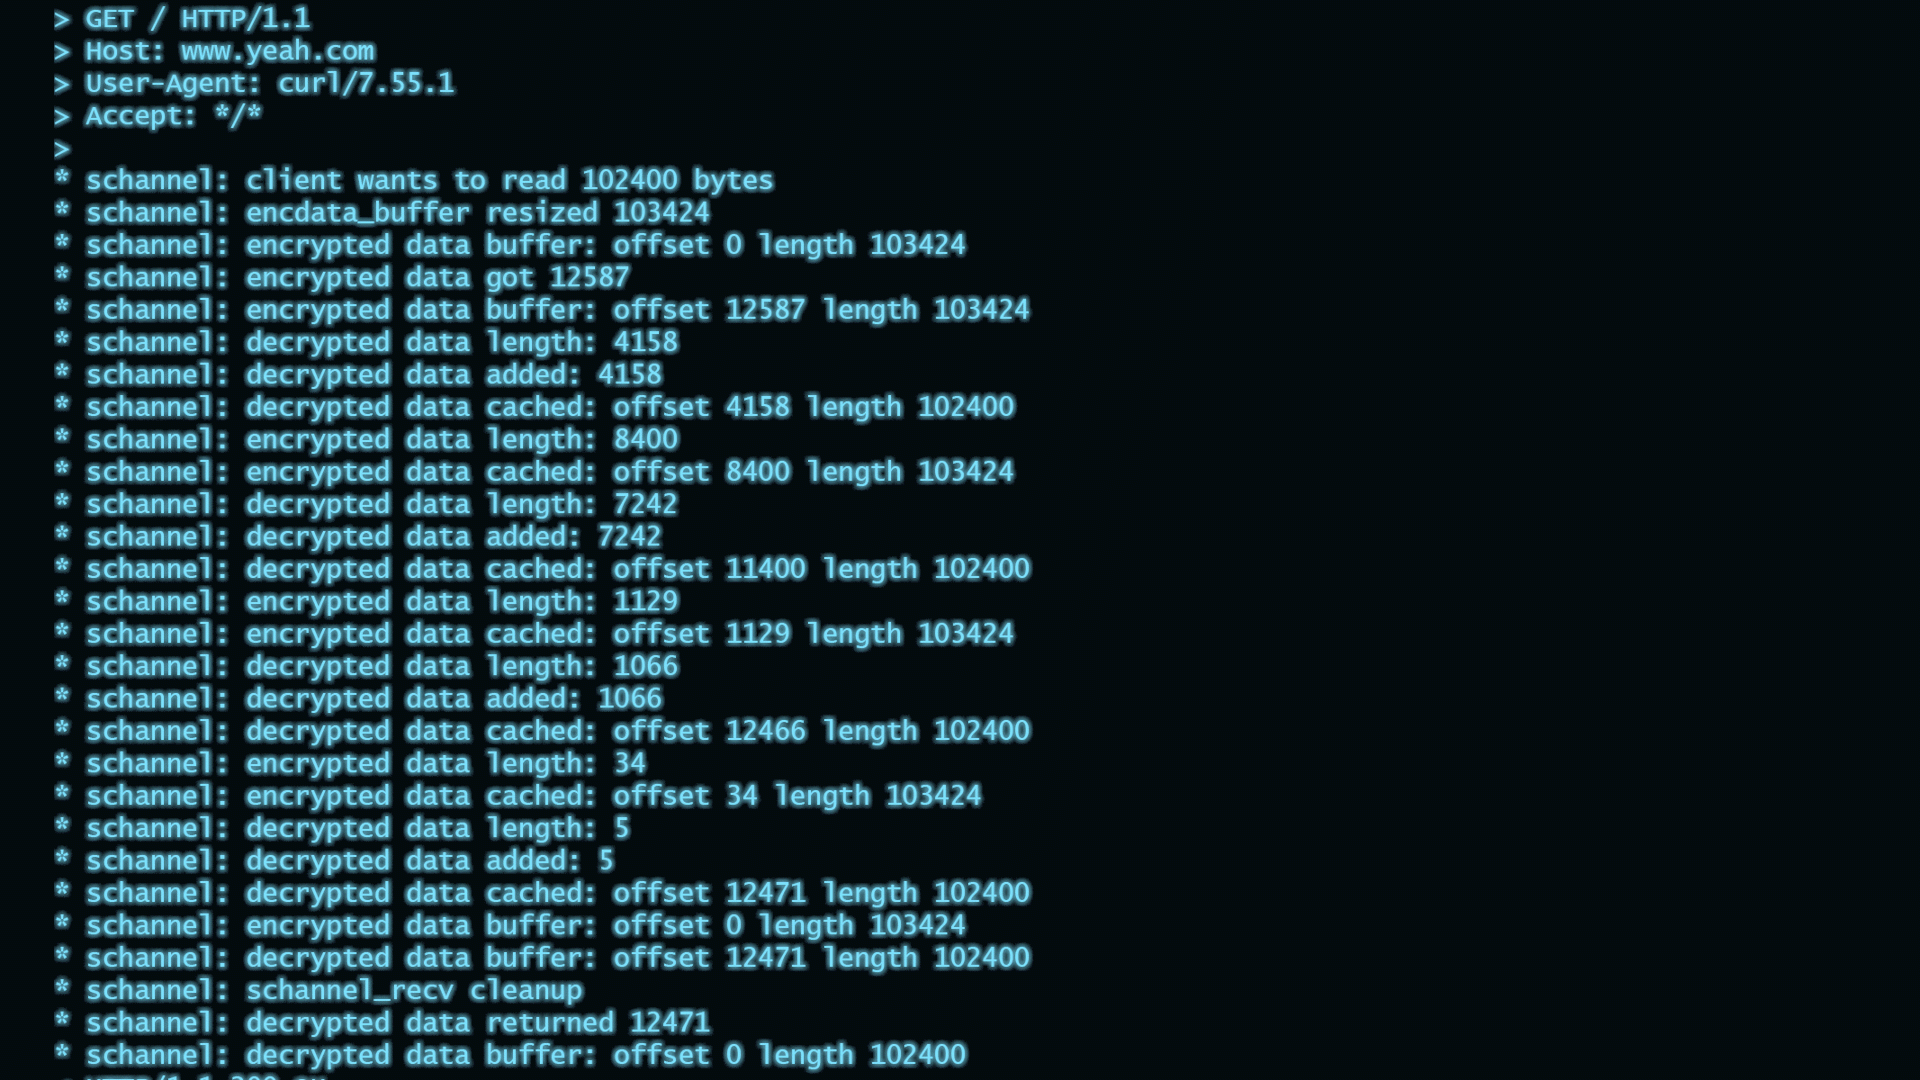 > GET / HTTP/1.1
> Host: www.yeah.com
> User-Agent: curl/7.55.1
> Accept: */*
>
* schannel: client wants to read 102400 bytes
* schannel: encdata_buffer resized 103424
* schannel: encrypted data buffer: offset 0 length 103424
* schannel: encrypted data got 12587
* schannel: encrypted data buffer: offset 12587 length 103424
* schannel: decrypted data length: 4158
* schannel: decrypted data added: 4158
* schannel: decrypted data cached: offset 4158 length 102400
* schannel: encrypted data length: 8400
* schannel: encrypted data cached: offset 8400 length 103424
* schannel: decrypted data length: 7242
* schannel: decrypted data added: 7242
* schannel: decrypted data cached: offset 11400 length 102400
* schannel: encrypted data length: 1129
* schannel: encrypted data cached: offset 1129 length 103424
* schannel: decrypted data length: 1066
* schannel: decrypted data added: 1066
* schannel: decrypted data cached: offset 12466 length 102400
* schannel: encrypted data length: 34
* schannel: encrypted data cached: offset 34 length 103424
* schannel: decrypted data length: 5
* schannel: decrypted data added: 5
* schannel: decrypted data cached: offset 12471 length 102400
* schannel: encrypted data buffer: offset 0 length 103424
* schannel: decrypted data buffer: offset 12471 length 102400
* schannel: schannel_recv cleanup
* schannel: decrypted data returned 12471
* schannel: decrypted data buffer: offset 0 length 102400